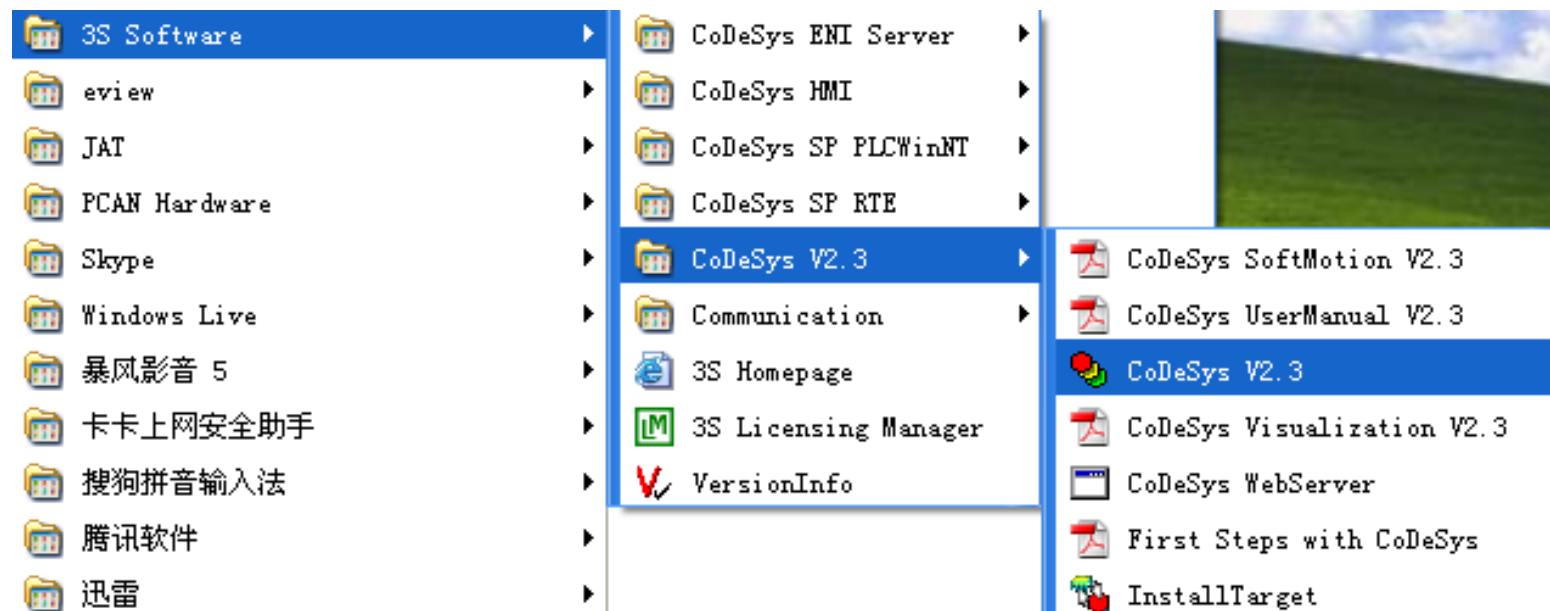 3S Software
eview
JAT
PCAN Hardware
Skype
Windows Live
暴风影音 5
卡卡上网安全助手
搜狗拼音输入法
腾讯软件
迅雷
CoDeSys ENI Server
CoDeSys HMI
CoDeSys SP PLCWinNT
CoDeSys SP RTE
CoDeSys V2.3
Communication
3S Homepage
3S Licensing Manager
VersionInfo
CoDeSys SoftMotion V2.3
CoDeSys UserManual V2.3
CoDeSys V2.3
CoDeSys Visualization V2.3
CoDeSys WebServer
First Steps with CoDeSys
InstallTarget